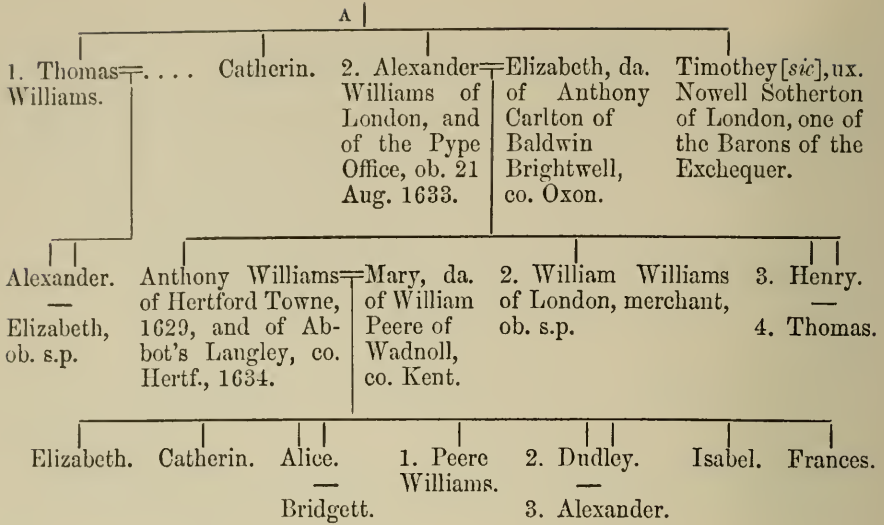 A
1. Thomas=.... Catherin. 2. Alexander=Elizabeth, da. Timothey [sic], ux.
Williams. Williams of of Anthony Nowell Sotherton
London, and Carlton of of London, one of
of the Pype Baldwin the Barons of the
Office, ob. 21 Brightwell, Exchequer.
Aug. 1633. co. Oxon.
Alexander. Anthony Williams=Mary, da. 2. William Williams 3. Henry.
— of Hertford Towne, of William of London, merchant, —
Elizabeth, 1629, and of Ab- Peere of ob. s.p. 4. Thomas.
ob. s.p. bot's Langley, co. Wadnoll,
Hertf., 1634. co. Kent.
Elizabeth. Catherin. Alice. 1. Peere 2. Dudley. Isabel. Frances.
— Williams. —
Bridgett. 3. Alexander.